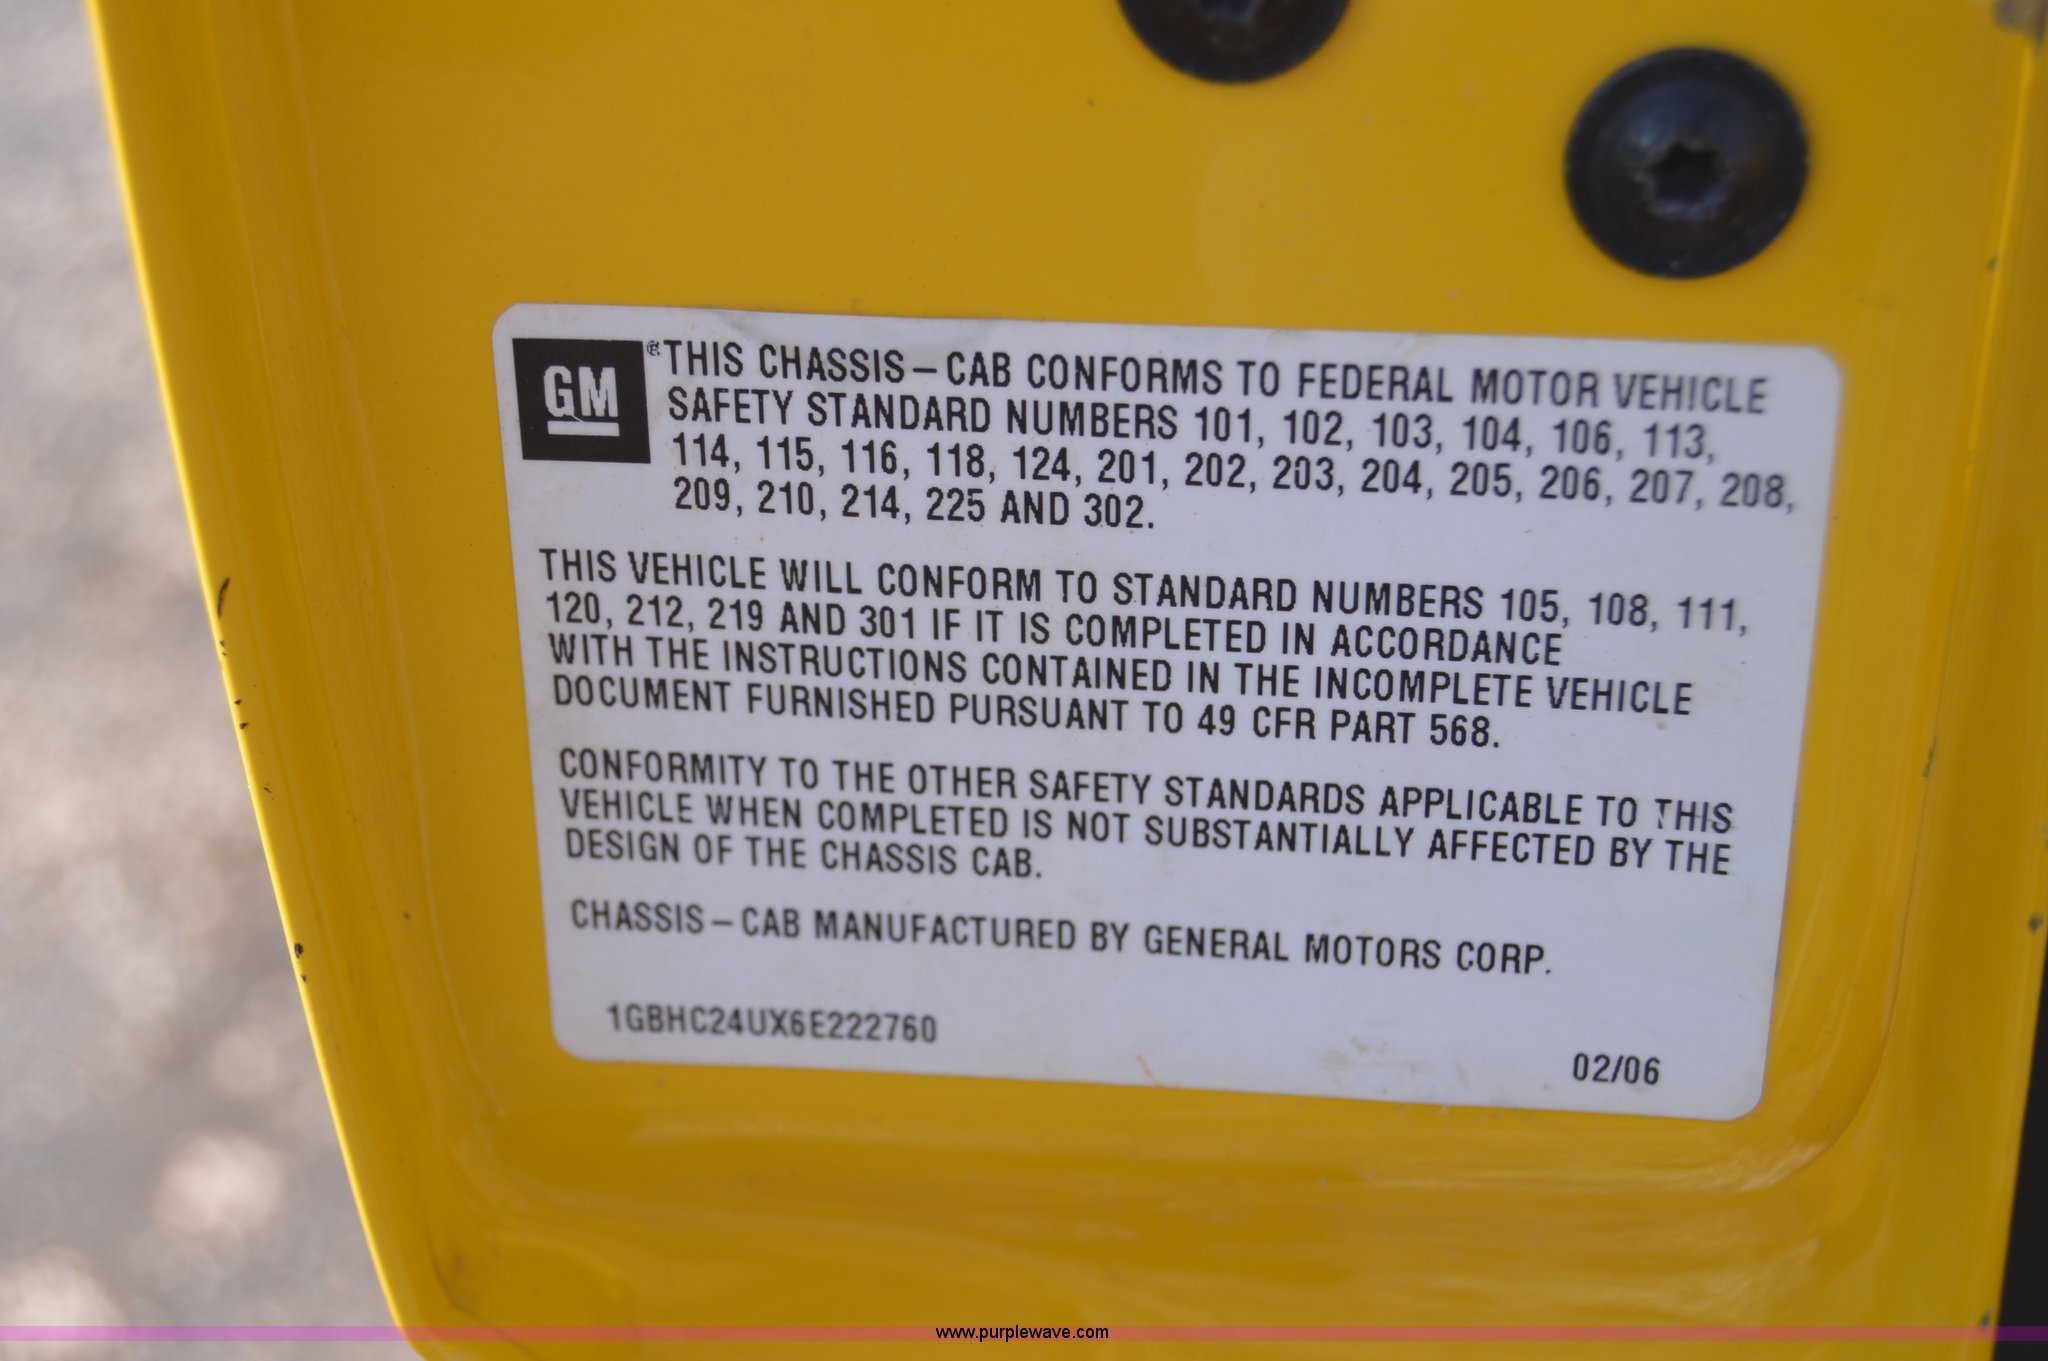 GM
® THIS CHASSIS – CAB CONFORMS TO FEDERAL MOTOR VEHICLE
SAFETY STANDARD NUMBERS 101, 102, 103, 104, 106, 113,
114, 115, 116, 118, 124, 201, 202, 203, 204, 205, 206, 207, 208,
209, 210, 214, 225 AND 302.
THIS VEHICLE WILL CONFORM TO STANDARD NUMBERS 105, 108, 111,
120, 212, 219 AND 301 IF IT IS COMPLETED IN ACCORDANCE
WITH THE INSTRUCTIONS CONTAINED IN THE INCOMPLETE VEHICLE
DOCUMENT FURNISHED PURSUANT TO 49 CFR PART 568.
CONFORMITY TO THE OTHER SAFETY STANDARDS APPLICABLE TO THIS
VEHICLE WHEN COMPLETED IS NOT SUBSTANTIALLY AFFECTED BY THE
DESIGN OF THE CHASSIS CAB.
CHASSIS – CAB MANUFACTURED BY GENERAL MOTORS CORP.
1GBHC24UX6E222760
02/06
www.purplewave.com